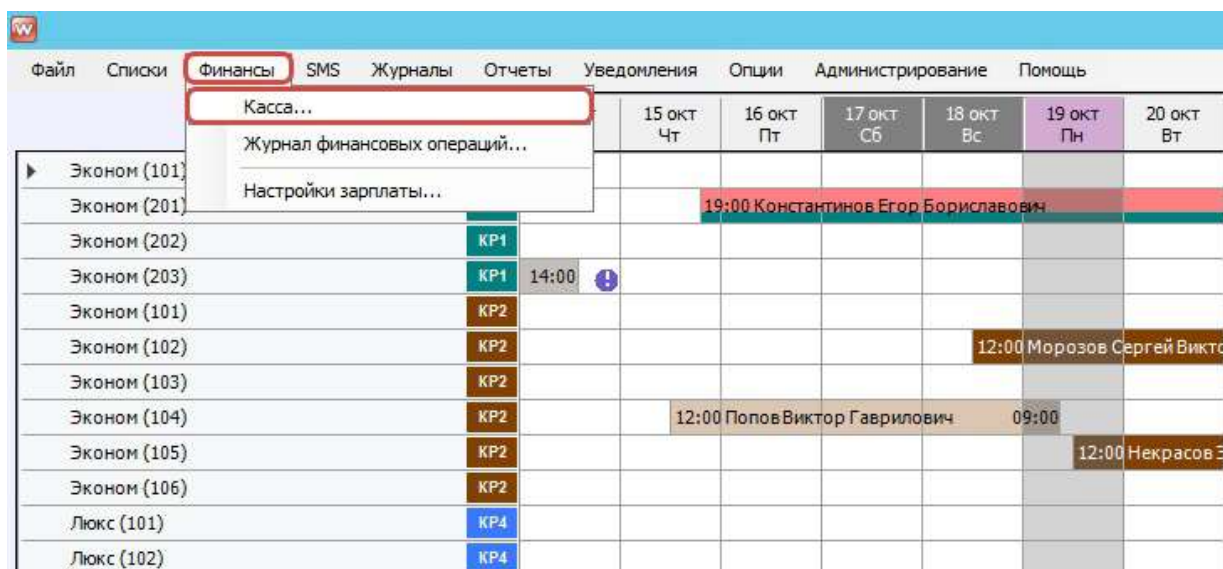 W
Файл Списки Финансы SMS Журналы Отчеты Уведомления Опции Администрирование Помощь
Касса...
Журнал финансовых операций...
Настройки зарплаты...
15 окт 16 окт 17 окт 18 окт 19 окт 20 окт
Чт Пт Сб Вс Пн Вт
Эконом (101)
Эконом (201) 19:00 Константинов Егор Бориславович
Эконом (202) КР1
Эконом (203) КР1 14:00 !
Эконом (101) КР2
Эконом (102) КР2 12:00 Морозов Сергей Викто
Эконом (103) КР2
Эконом (104) КР2 12:00 Попов Виктор Гаврилович 09:00
Эконом (105) КР2 12:00 Некрасов
Эконом (106) КР2
Люкс (101) КР4
Люкс (102) КР4